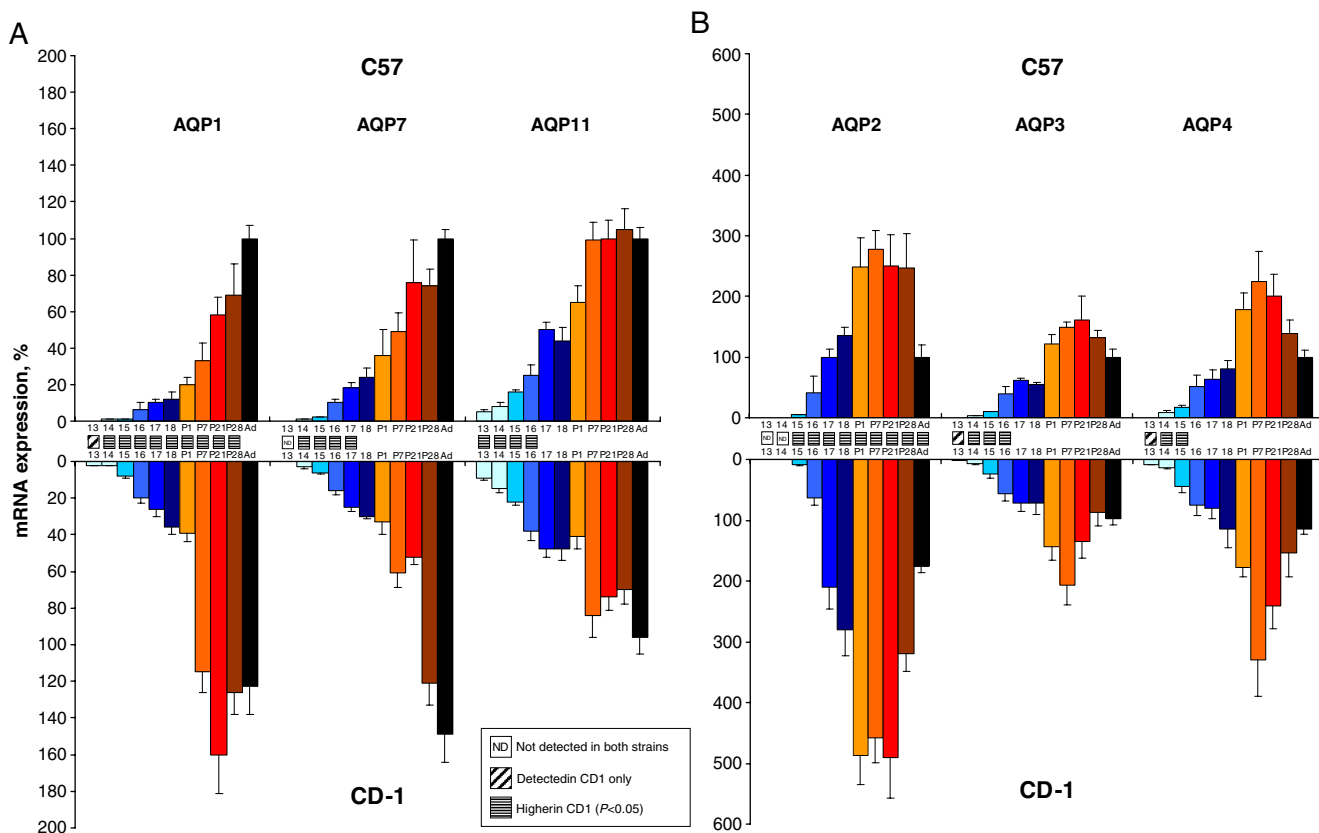 A
B
C57
C57
AQP1 AQP7 AQP11
AQP2 AQP3 AQP4
200
180
160
140
120
100
80
60
40
20
0
600
500
400
300
200
100
0
13 14 15 16 17 18 P1 P7 P21 P28 Ad
13 14 15 16 17 18 P1 P7 P21 P28 Ad
13 14 15 16 17 18 P1 P7 P21 P28 Ad
13 14 15 16 17 18 P1 P7 P21 P28 Ad
13 14 15 16 17 18 P1 P7 P21 P28 Ad
13 14 15 16 17 18 P1 P7 P21 P28 Ad
ND
ND ND
13 14 15 16 17 18 P1 P7 P21 P28 Ad
13 14 15 16 17 18 P1 P7 P21 P28 Ad
13 14 15 16 17 18 P1 P7 P21 P28 Ad
13 14 15 16 17 18 P1 P7 P21 P28 Ad
13 14 15 16 17 18 P1 P7 P21 P28 Ad
13 14 15 16 17 18 P1 P7 P21 P28 Ad
mRNA expression, %
0
20
40
60
80
100
120
140
160
180
200
0
100
200
300
400
500
600
ND Not detected in both strains
Detectedin CD1 only
Higherin CD1 (P<0.05)
CD-1
CD-1